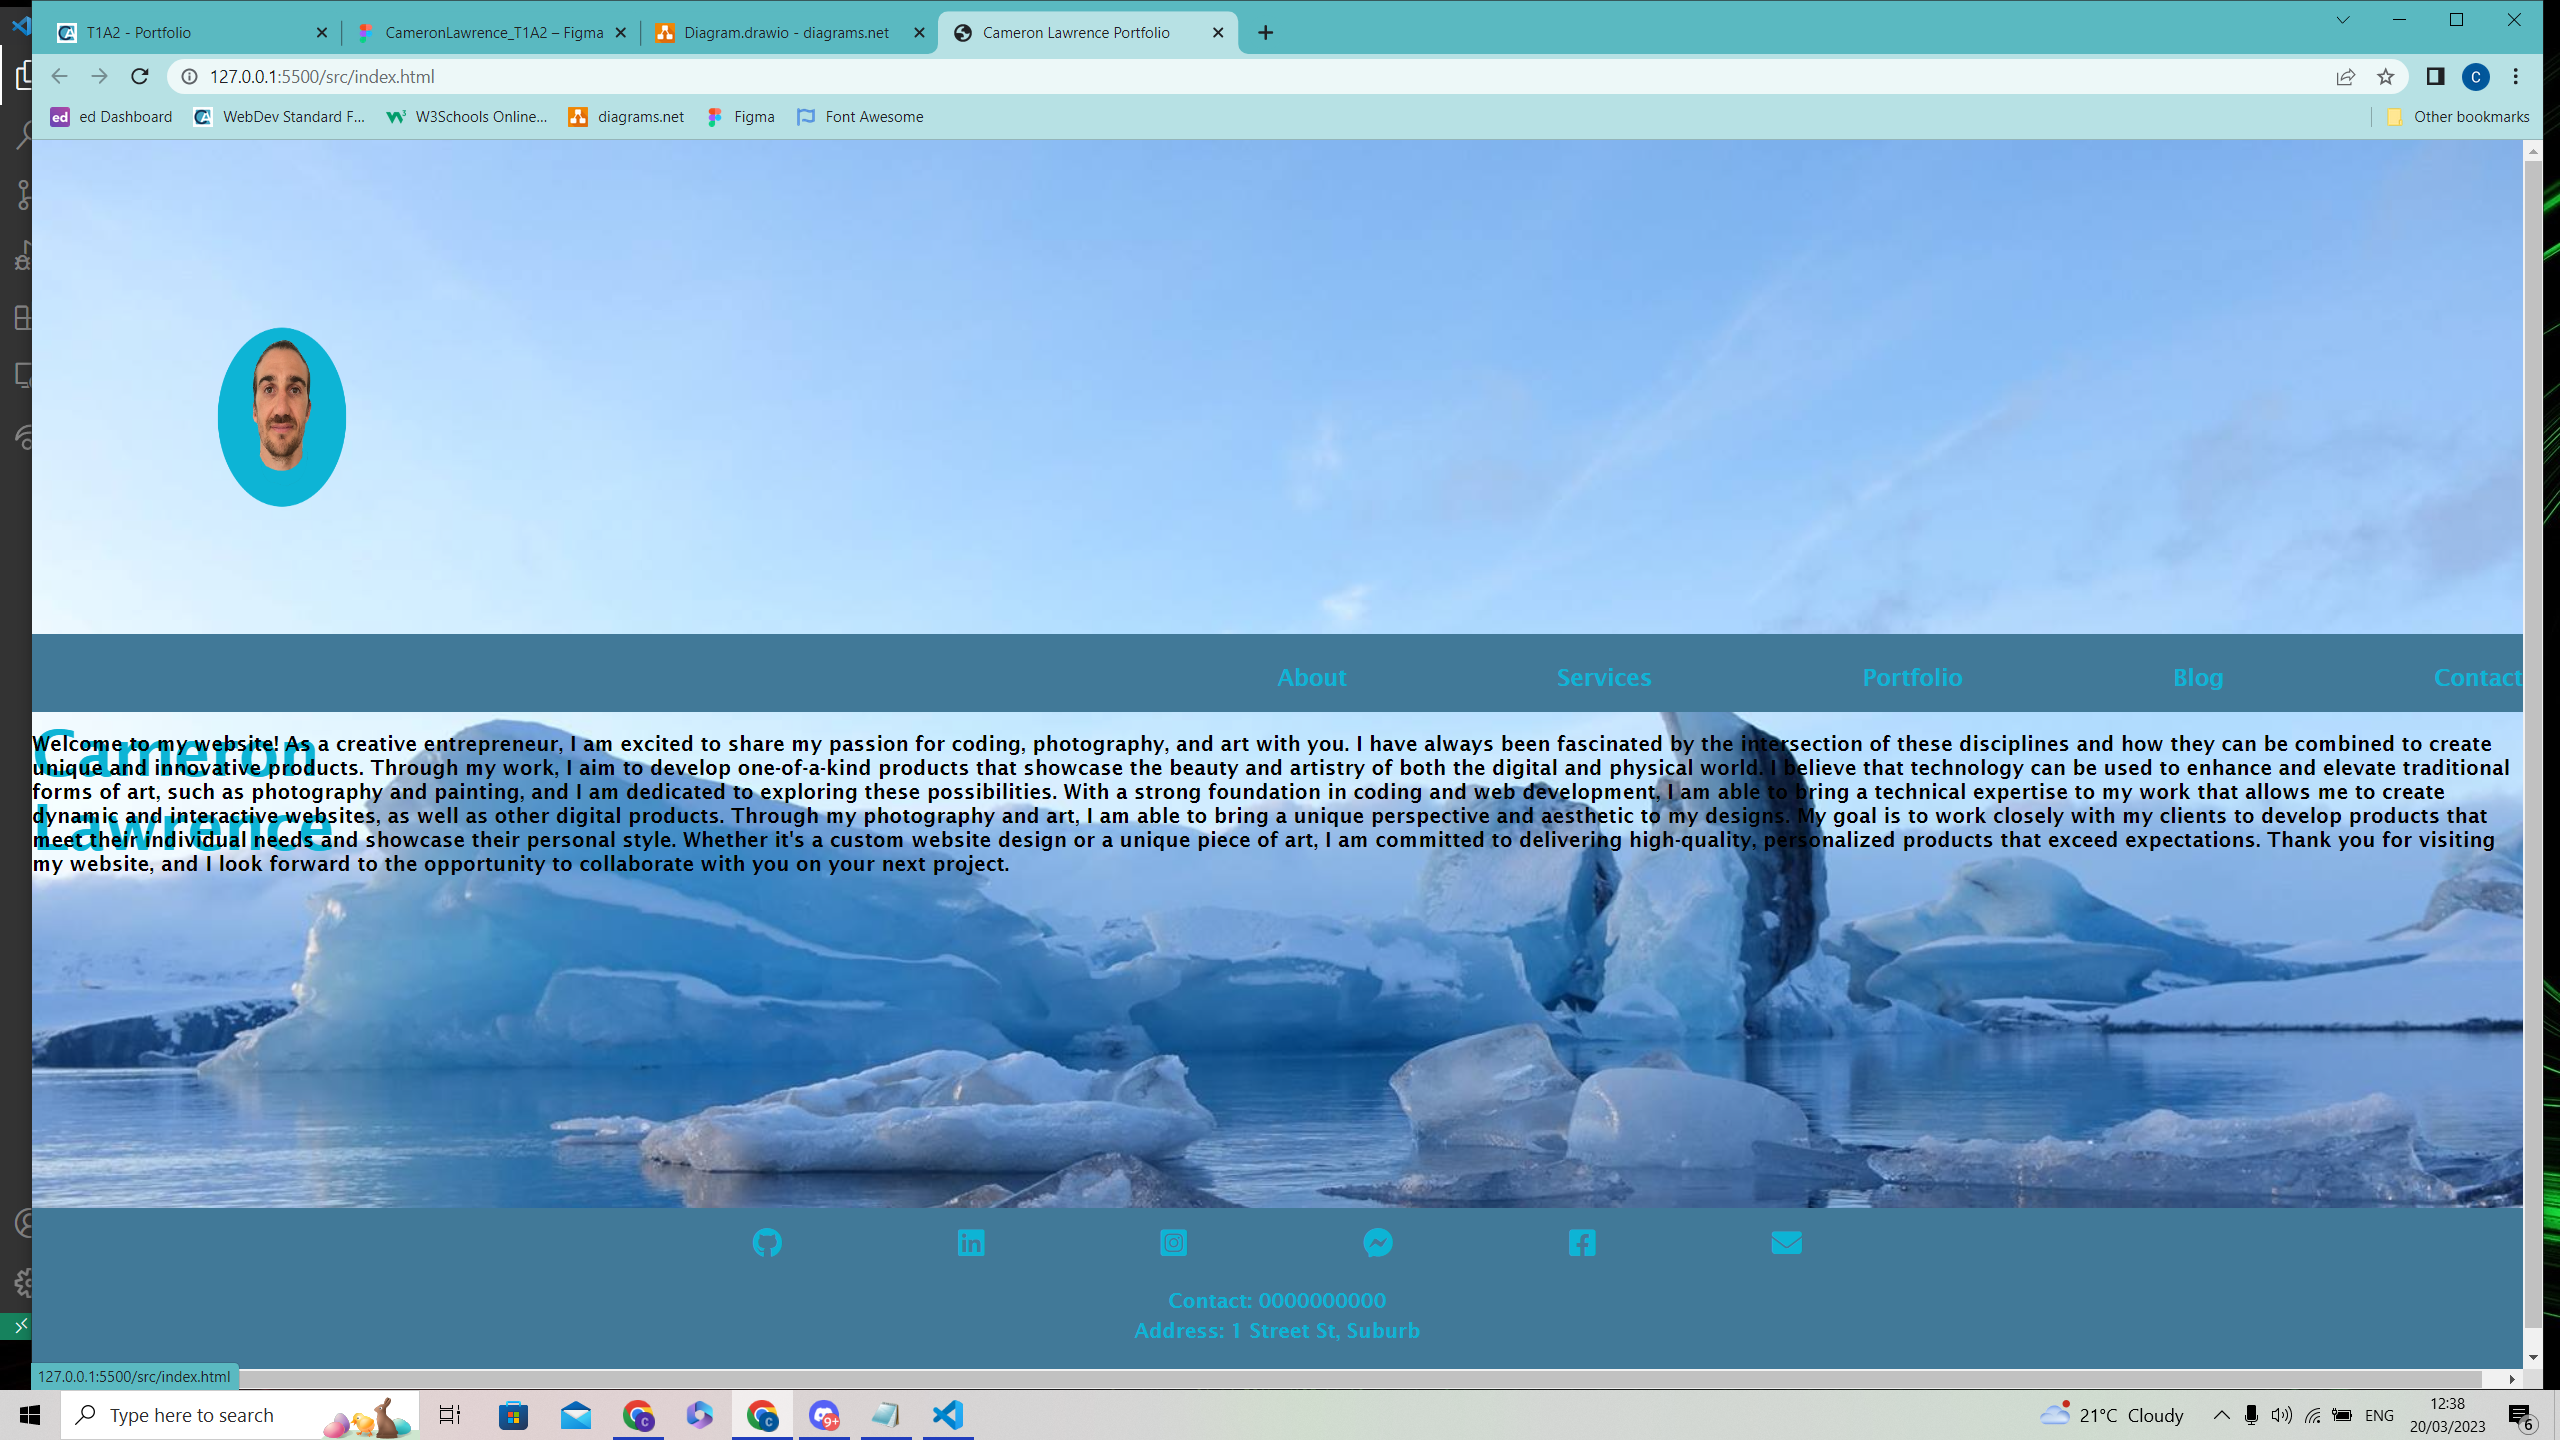 T1A2 - Portfolio
CameronLawrence_T1A2 – Figma
Diagram.drawio - diagrams.net
Cameron Lawrence Portfolio
127.0.0.1:5500/src/index.html
C
ed
ed Dashboard
WebDev Standard F...
W3Schools Online...
diagrams.net
Figma
Font Awesome
Other bookmarks
About
Services
Portfolio
Blog
Contact
Cameron
Lawrence
Welcome to my website! As a creative entrepreneur, I am excited to share my passion for coding, photography, and art with you. I have always been fascinated by the intersection of these disciplines and how they can be combined to create
unique and innovative products. Through my work, I aim to develop one-of-a-kind products that showcase the beauty and artistry of both the digital and physical world. I believe that technology can be used to enhance and elevate traditional
forms of art, such as photography and painting, and I am dedicated to exploring these possibilities. With a strong foundation in coding and web development, I am able to bring a technical expertise to my work that allows me to create
dynamic and interactive websites, as well as other digital products. Through my photography and art, I am able to bring a unique perspective and aesthetic to my designs. My goal is to work closely with my clients to develop products that
meet their individual needs and showcase their personal style. Whether it's a custom website design or a unique piece of art, I am committed to delivering high-quality, personalized products that exceed expectations. Thank you for visiting
my website, and I look forward to the opportunity to collaborate with you on your next project.
in
Contact: 0000000000
Address: 1 Street St, Suburb
127.0.0.1:5500/src/index.html
Type here to search
C
C
9+
21°C Cloudy
ENG
12:38
20/03/2023
6